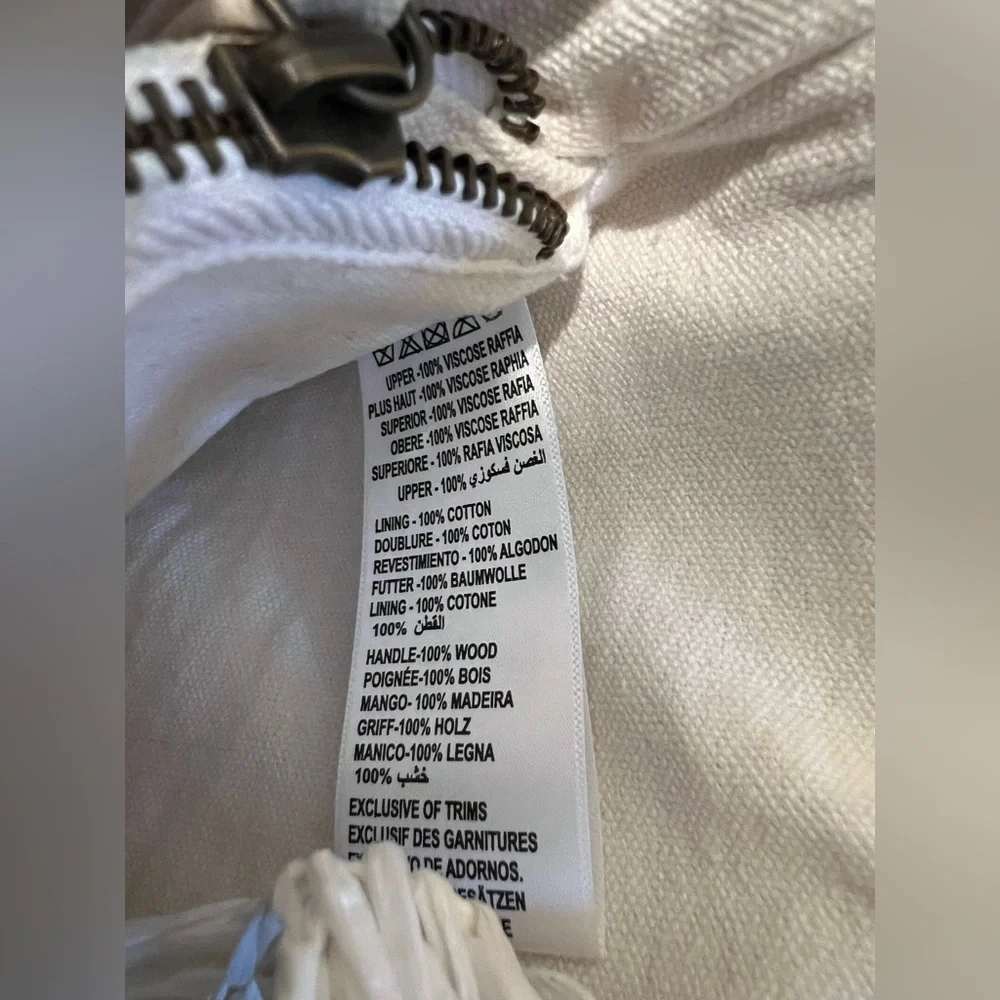 UPPER -100% VISCOSE RAFFIA
PLUS HAUT -100% VISCOSE RAPHIA
SUPERIOR -100% VISCOSE RAFIA
OBERE -100% VISCOSE RAFFIA
SUPERIORE - 100% RAFIA VISCOSA
UPPER - 100% الغصن فسكوزي
LINING - 100% COTTON
DOUBLURE - 100% COTON
REVESTIMIENTO - 100% ALGODON
FUTTER -100% BAUMWOLLE
LINING - 100% COTONE
100% القطن
HANDLE-100% WOOD
POIGNÉE-100% BOIS
MANGO- 100% MADEIRA
GRIFF-100% HOLZ
MANICO-100% LEGNA
100% خشب
EXCLUSIVE OF TRIMS
EXCLUSIF DES GARNITURES
DE ADORNOS.